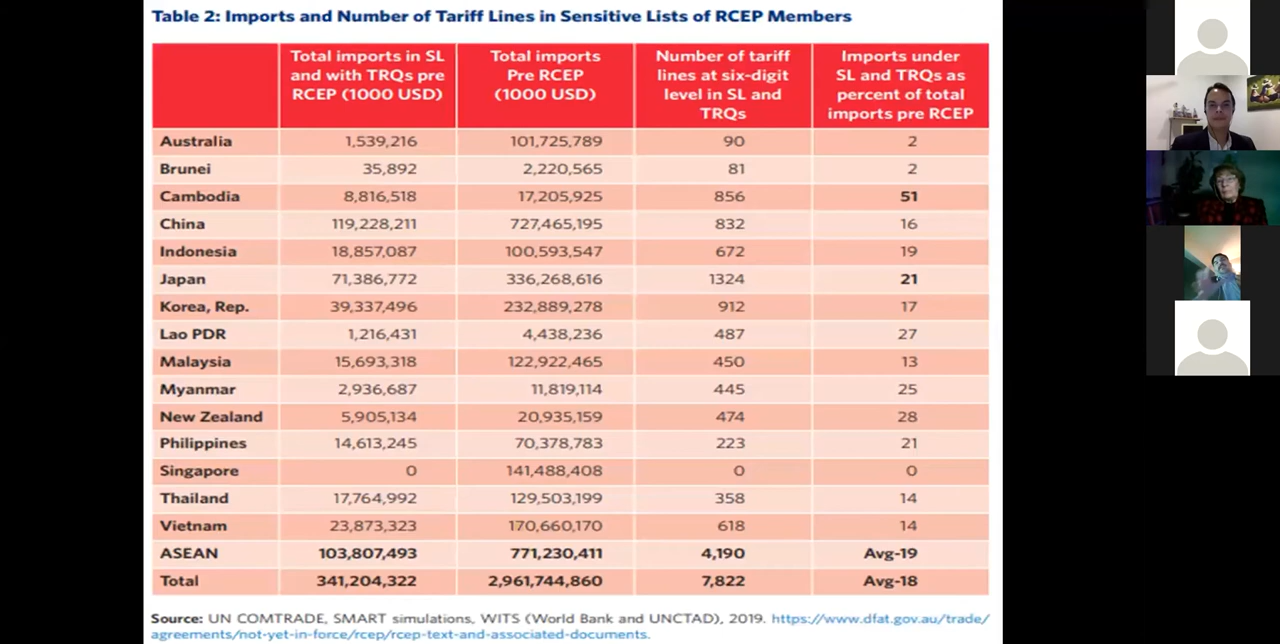 Table 2: Imports and Number of Tariff Lines in Sensitive Lists of RCEP Members
Total imports in SL and with TRQs pre RCEP (1000 USD) Total imports Pre RCEP (1000 USD) Number of tariff lines at six-digit level in SL and TRQs Imports under SL and TRQs as percent of total imports pre RCEP
Australia 1,539,216 101,725,789 90 2
Brunei 35,892 2,220,565 81 2
Cambodia 8,816,518 17,205,925 856 51
China 119,228,211 727,465,195 832 16
Indonesia 18,857,087 100,593,547 672 19
Japan 71,386,772 336,268,616 1324 21
Korea, Rep. 39,337,496 232,889,278 912 17
Lao PDR 1,216,431 4,438,236 487 27
Malaysia 15,693,318 122,922,465 450 13
Myanmar 2,936,687 11,819,114 445 25
New Zealand 5,905,134 20,935,159 474 28
Philippines 14,613,245 70,378,783 223 21
Singapore 0 141,488,408 0 0
Thailand 17,764,992 129,503,199 358 14
Vietnam 23,873,323 170,660,170 618 14
ASEAN 103,807,493 771,230,411 4,190 Avg-19
Total 341,204,322 2,961,744,860 7,822 Avg-18
Source: UN COMTRADE, SMART simulations, WITS (World Bank and UNCTAD), 2019. https://www.dfat.gov.au/trade/
agreements/not-yet-in-force/rcep/rcep-text-and-associated-documents.